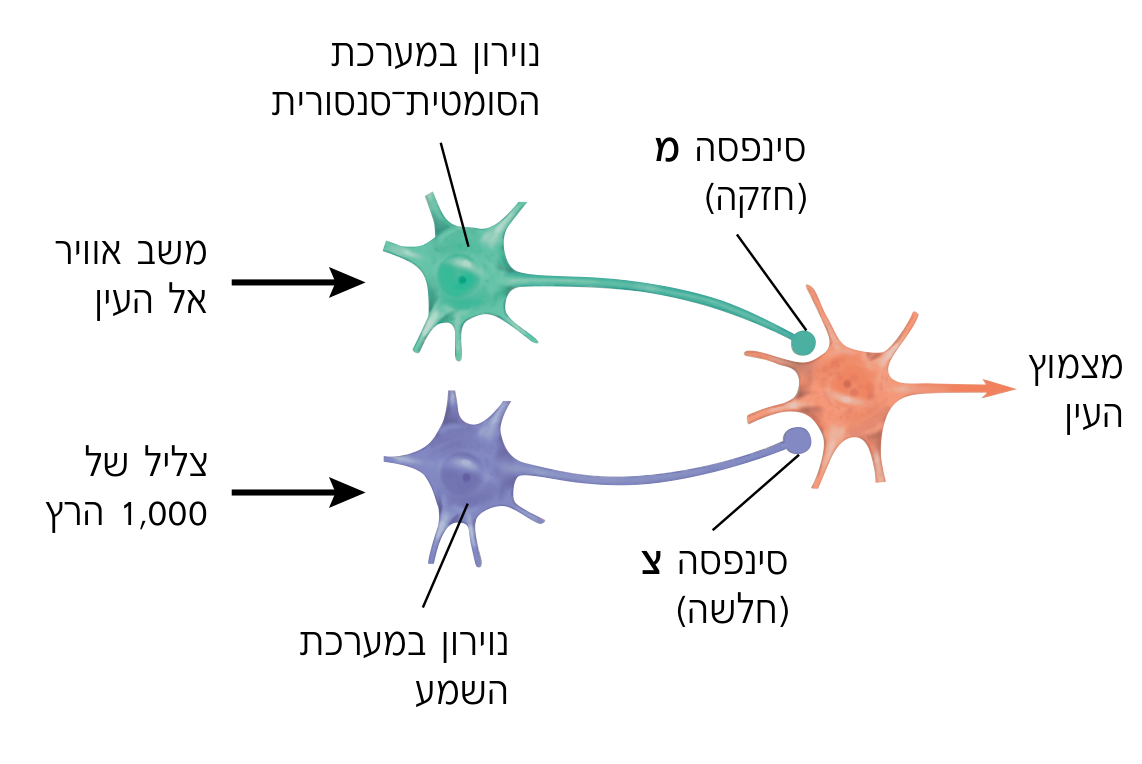 נוירון במערכת
הסומטית־סנסורית
סינפסה מ
(חזקה)
משב אוויר
אל העין
מצמוץ
העין
צליל של
1,000 הרץ
סינפסה צ
(חלשה)
נוירון במערכת
השמע